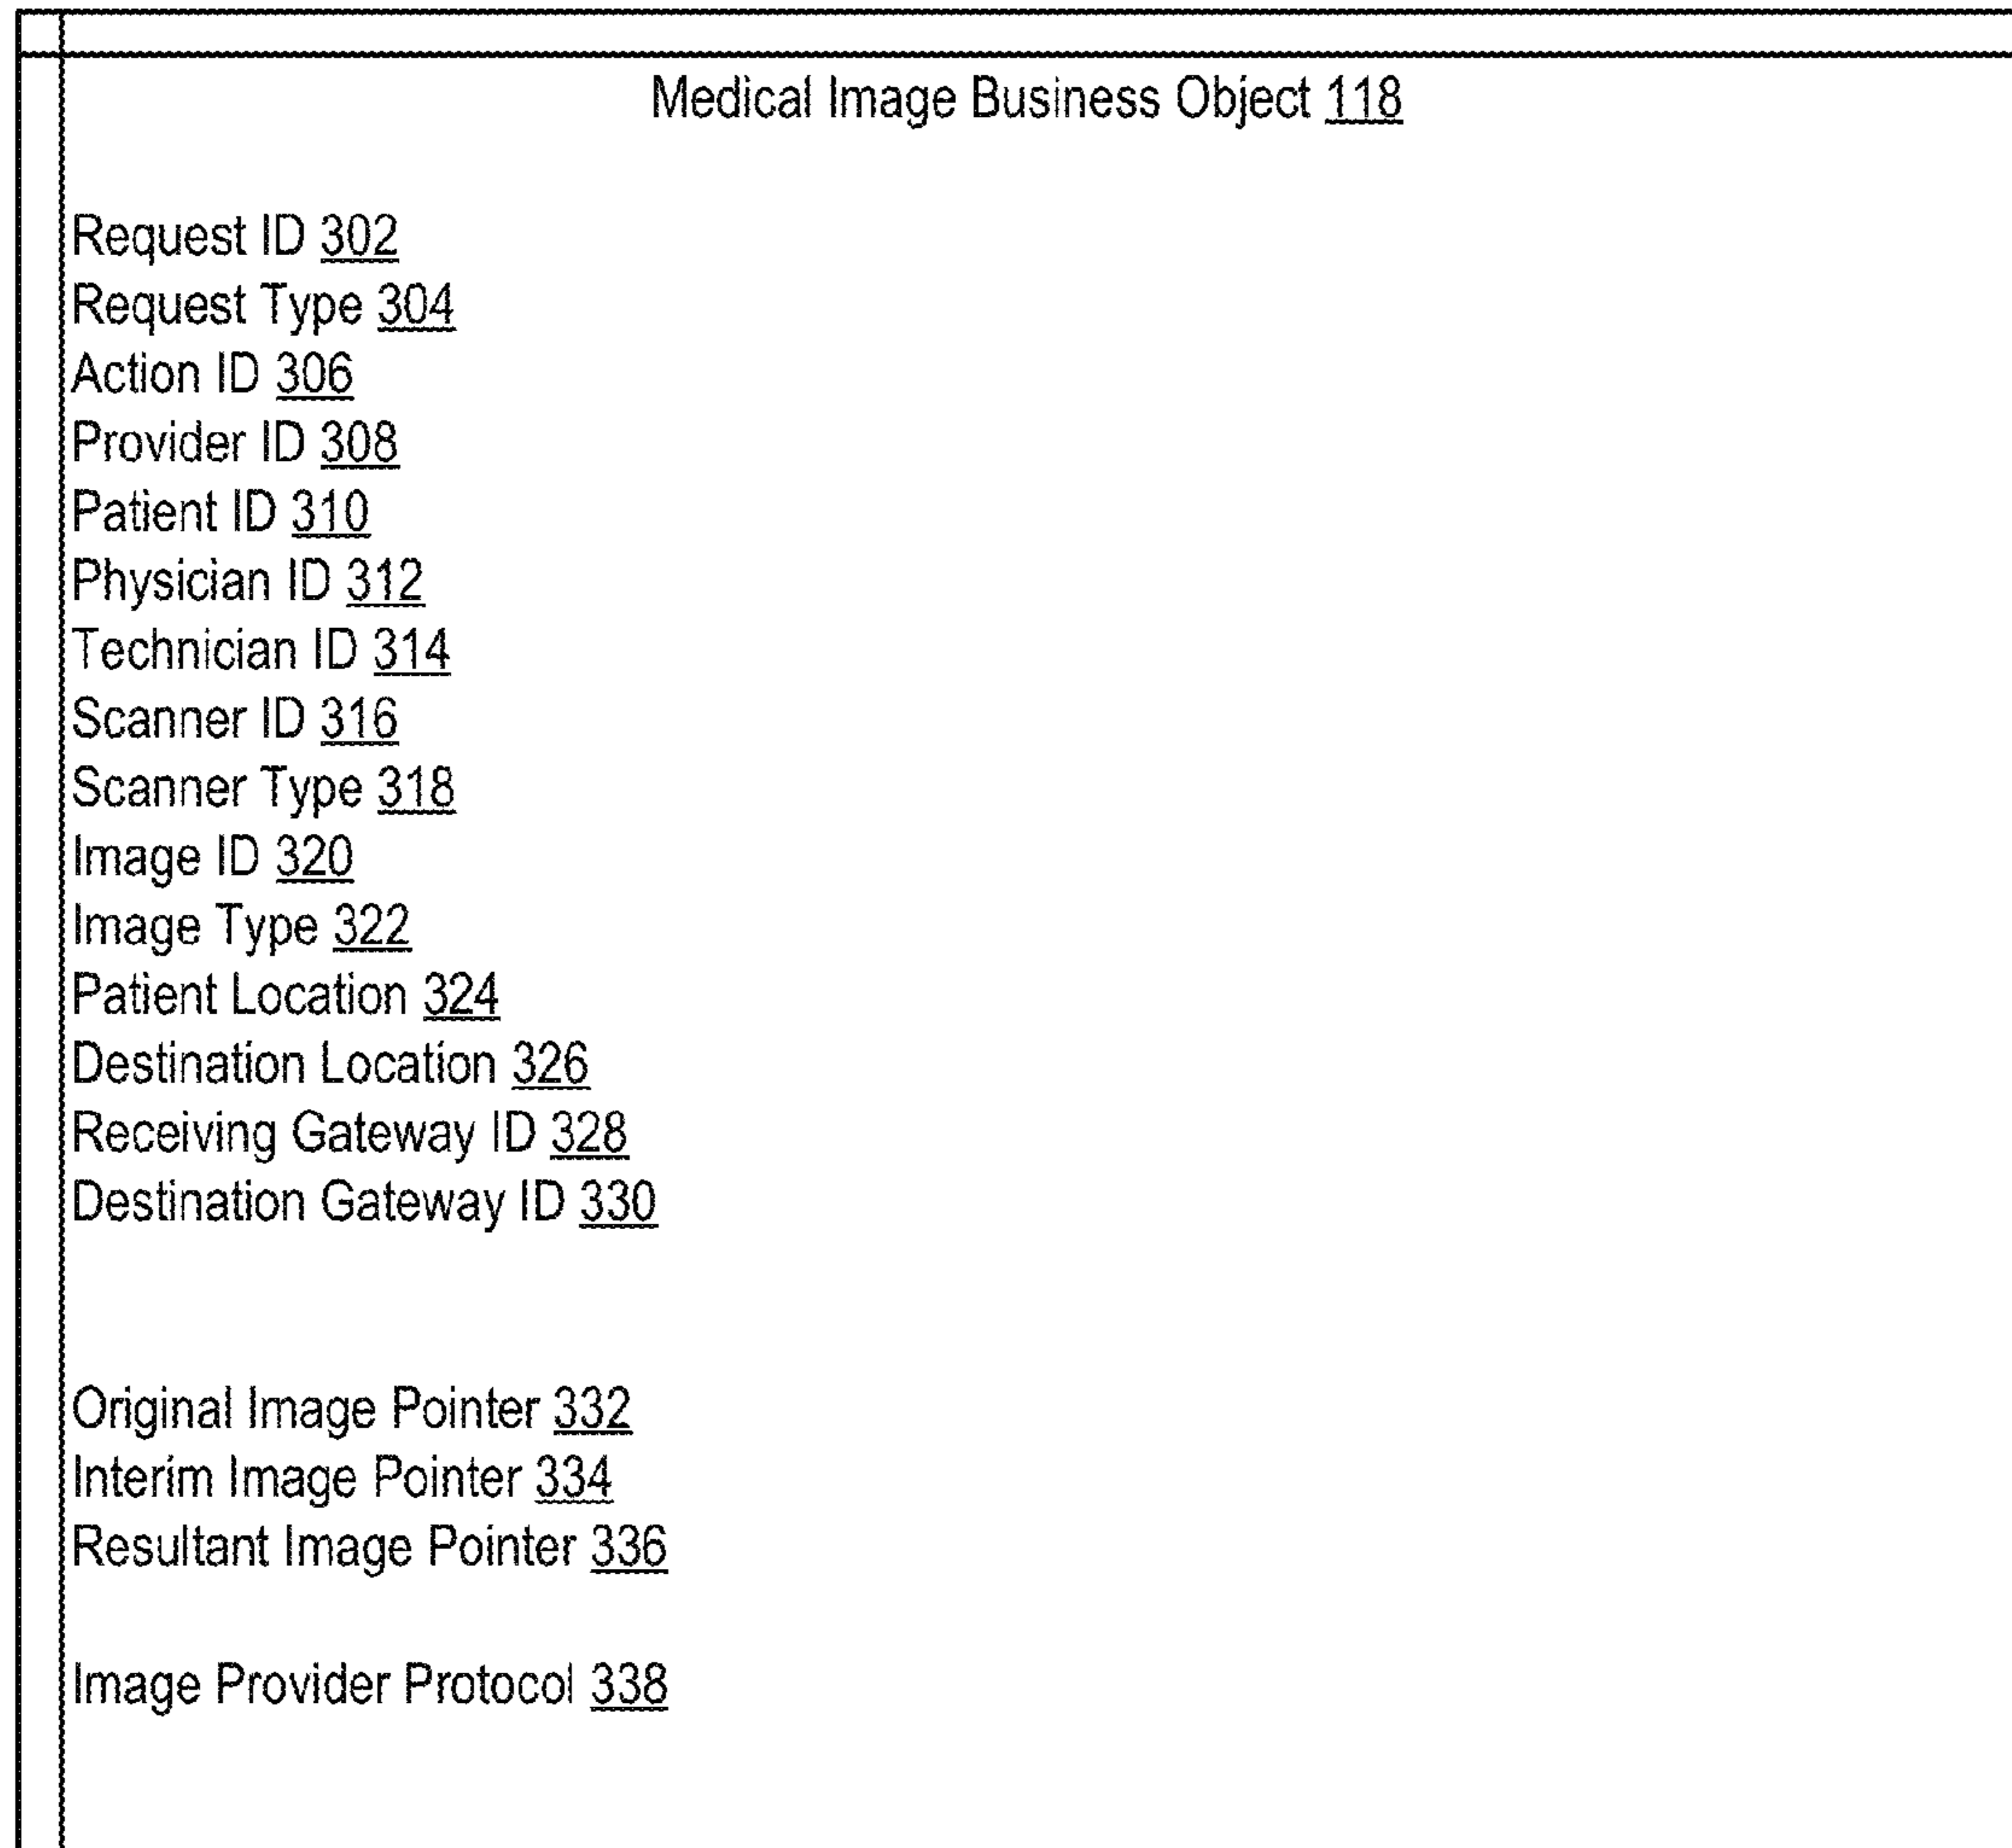 Medical Image Business Object 118
Request ID 302
Request Type 304
Action ID 306
Provider ID 308
Patient ID 310
Physician ID 312
Technician ID 314
Scanner ID 316
Scanner Type 318
Image ID 320
Image Type 322
Patient Location 324
Destination Location 326
Receiving Gateway ID 328
Destination Gateway ID 330
Original Image Pointer 332
Interim Image Pointer 334
Resultant Image Pointer 336
Image Provider Protocol 338